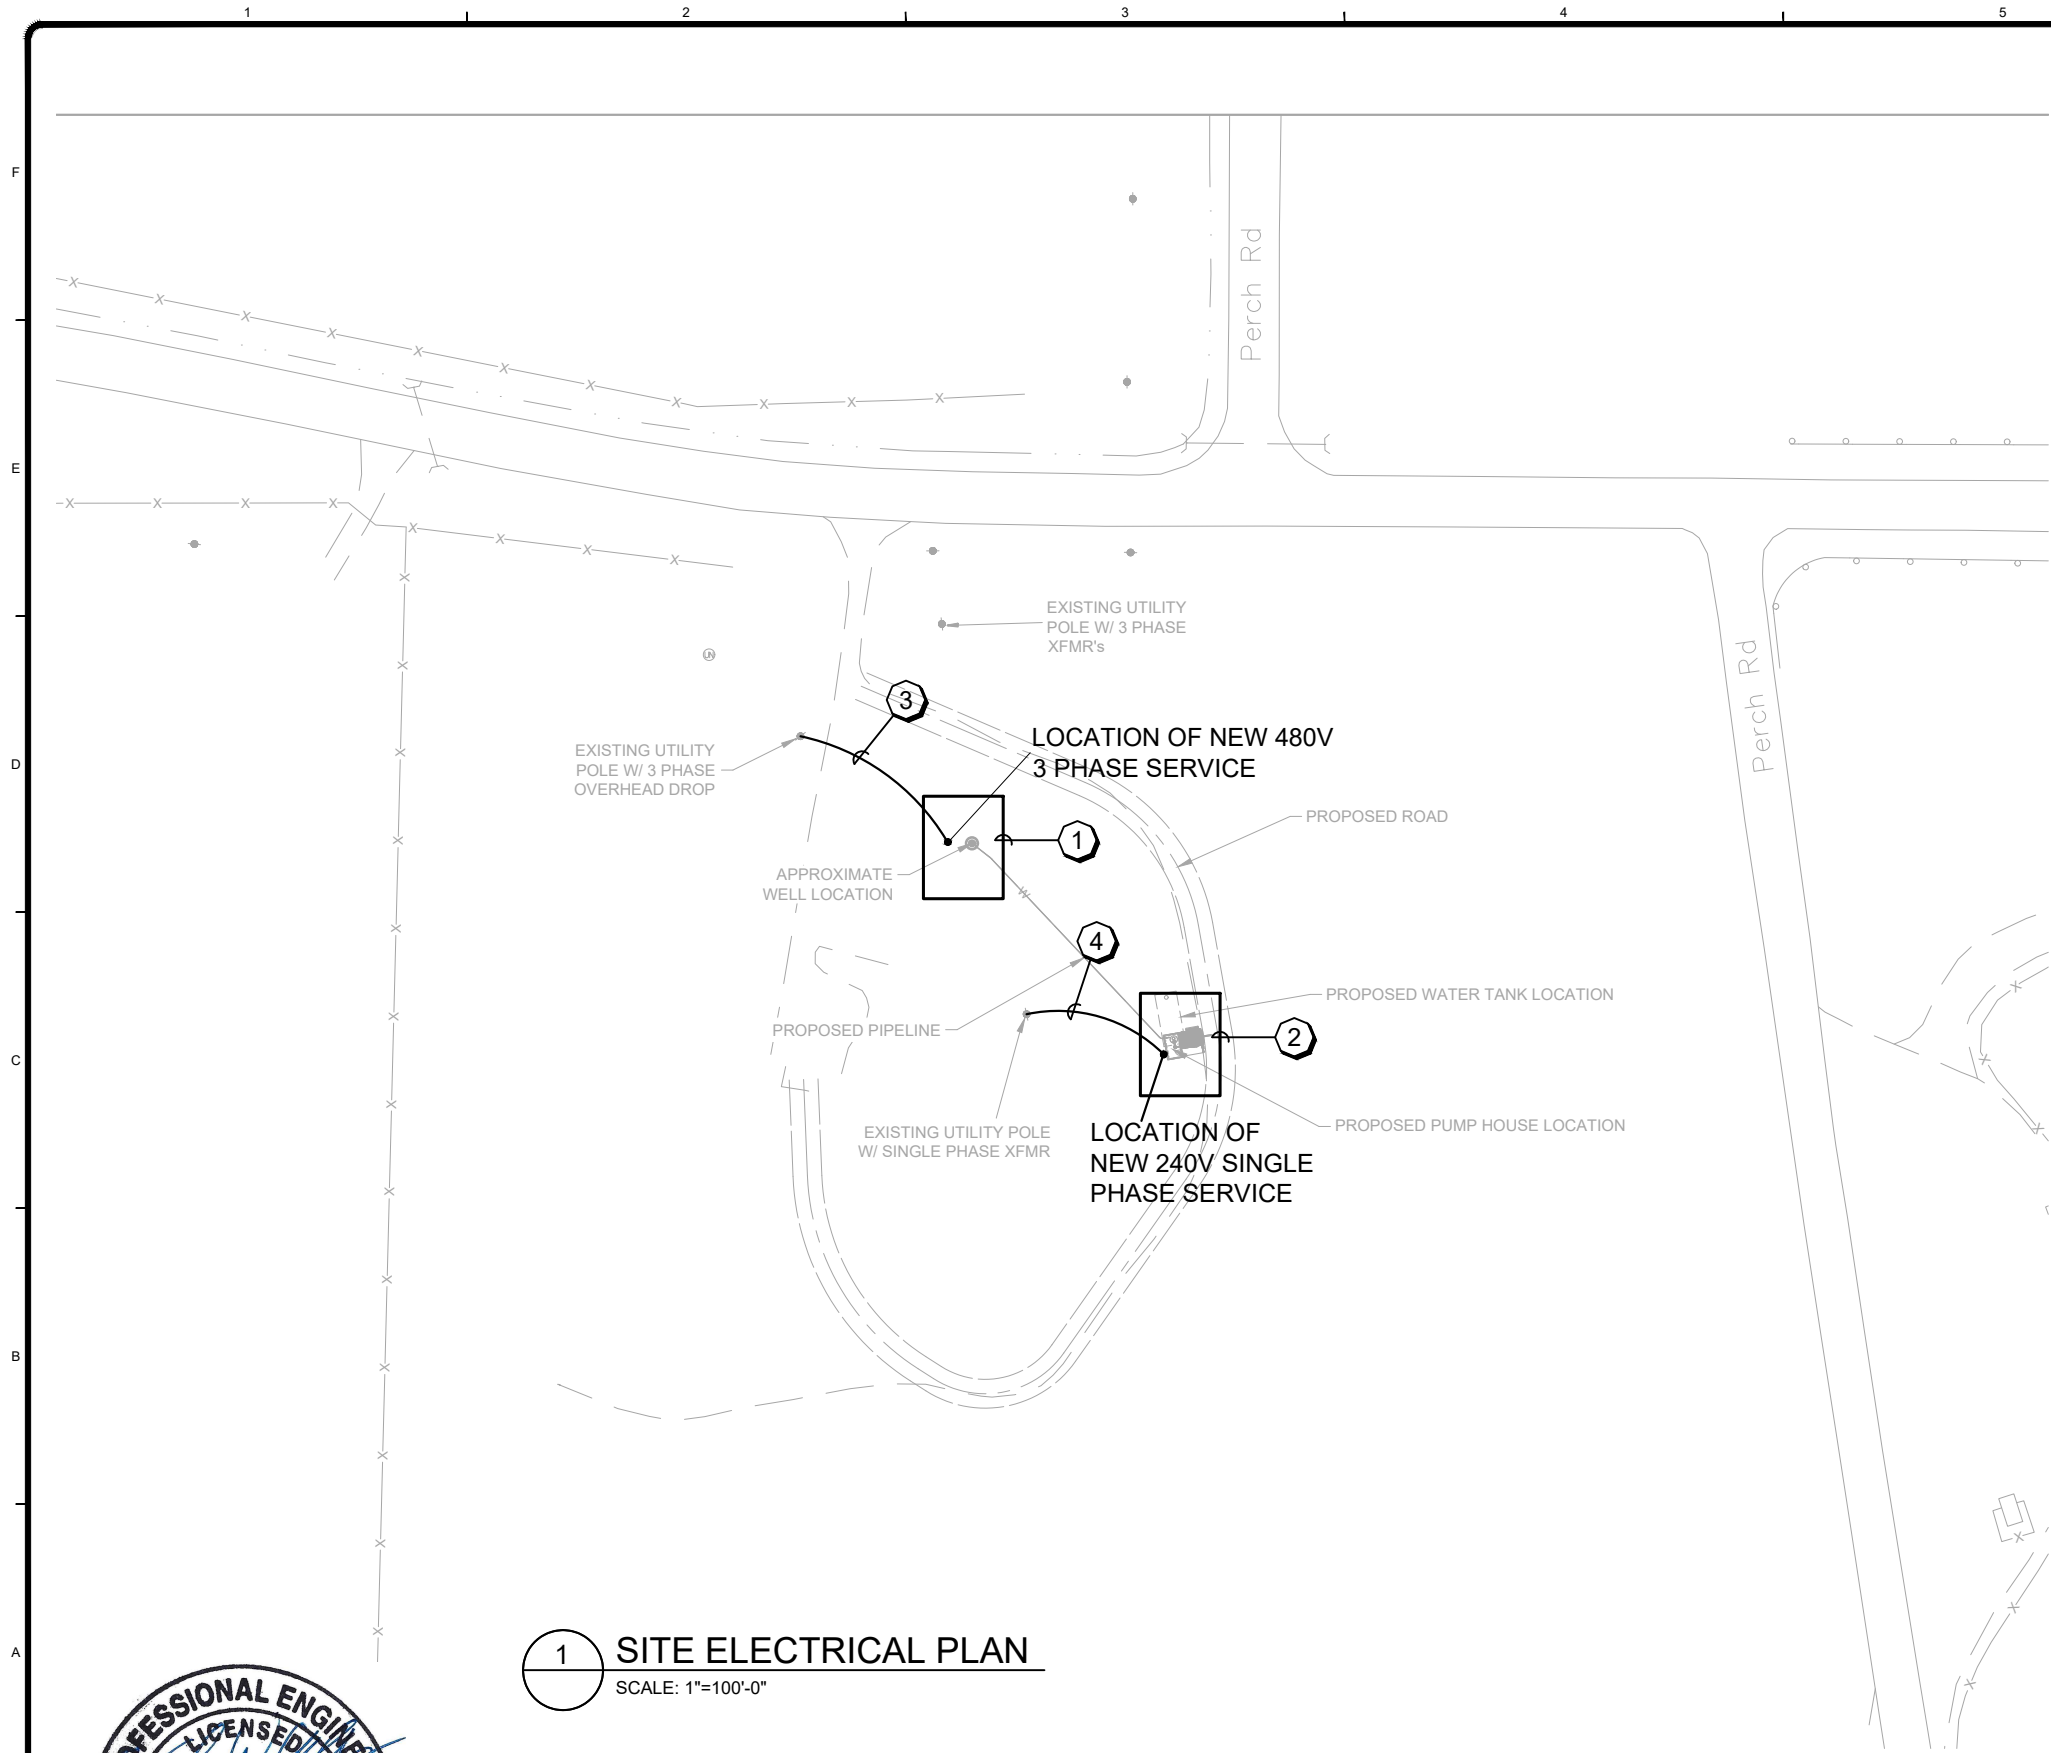 1 2 3 4 5
F
Perch Rd
E
EXISTING UTILITY
POLE W/ 3 PHASE
XFMR's
UN
Perch Rd
3
LOCATION OF NEW 480V
3 PHASE SERVICE
EXISTING UTILITY
POLE W/ 3 PHASE
OVERHEAD DROP
D
PROPOSED ROAD
1
APPROXIMATE
WELL LOCATION
W
4
PROPOSED WATER TANK LOCATION
PROPOSED PIPELINE
2
C
EXISTING UTILITY POLE
W/ SINGLE PHASE XFMR
PROPOSED PUMP HOUSE LOCATION
LOCATION OF
NEW 240V SINGLE
PHASE SERVICE
B
1 SITE ELECTRICAL PLAN
SCALE: 1"=100'-0"
A
LICENSED